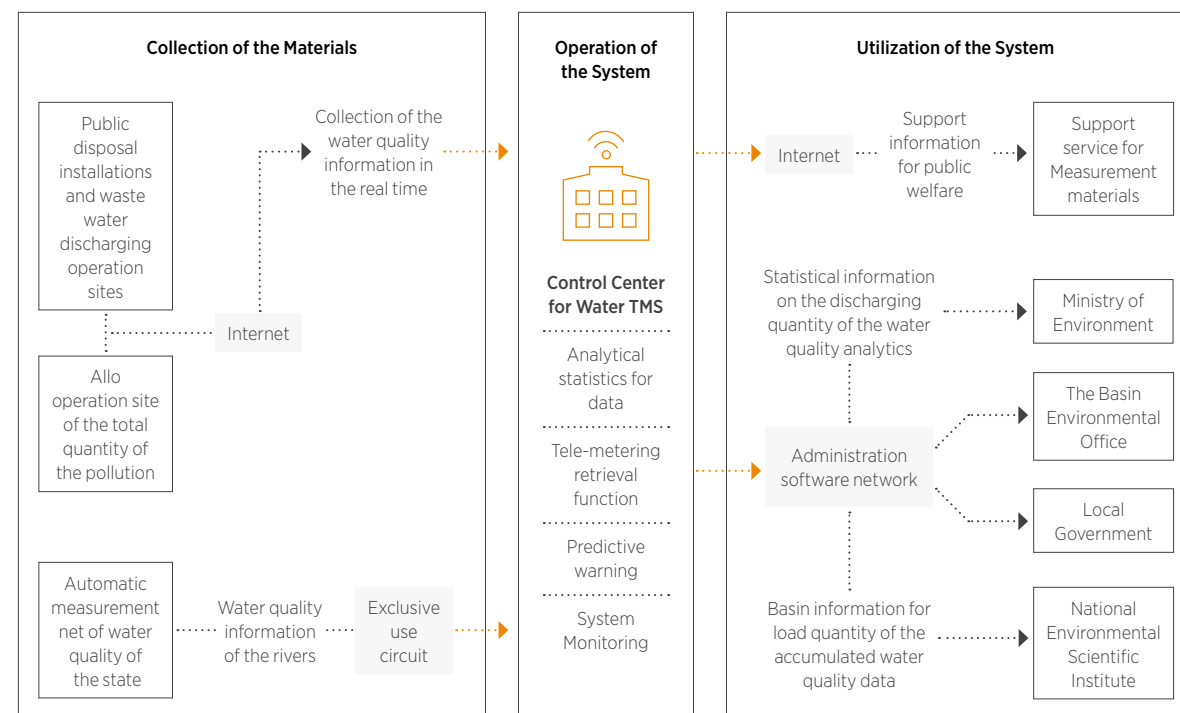 Collection of the Materials
Public
disposal
installations
and waste
water
discharging
operation
sites
Collection of the
water quality
information in
the real time
Internet
Allo
operation site
of the total
quantity of
the pollution
Automatic
measurement
net of water
quality of
the state
Water quality
information
of the rivers
Exclusive
use
circuit
Operation of
the System
Control Center
for Water TMS
Analytical
statistics for
data
Tele-metering
retrieval
function
Predictive
warning
System
Monitoring
Utilization of the System
Internet
Support
information
for public
welfare
Support
service for
Measurement
materials
Statistical information
on the discharging
quantity of the water
quality analytics
Ministry of
Environment
The Basin
Environmental
Office
Administration
software network
Local
Government
Basin information for
load quantity of the
accumulated water
quality data
National
Environmental
Scientific
Institute